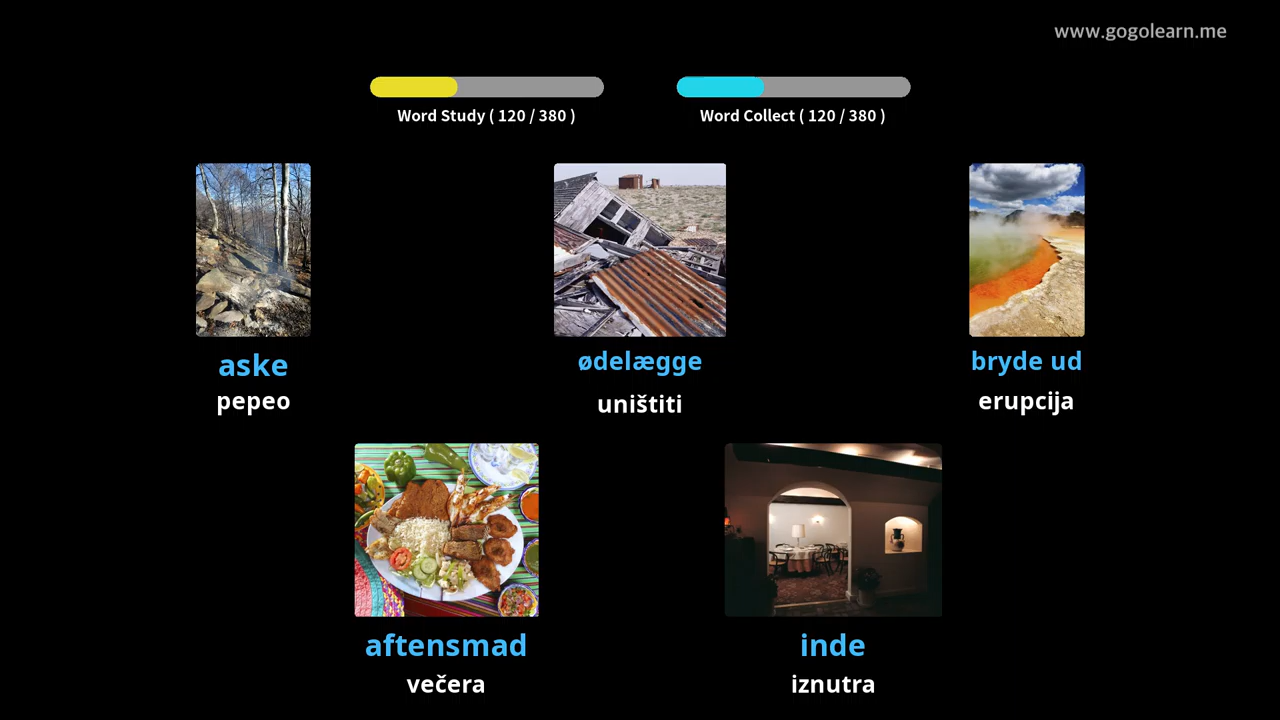 www.gogolearn.me
Word Study ( 120 / 380 )
Word Collect ( 120 / 380 )
aske
pepeo
ødelægge
uništiti
bryde ud
erupcija
aftensmad
večera
inde
iznutra